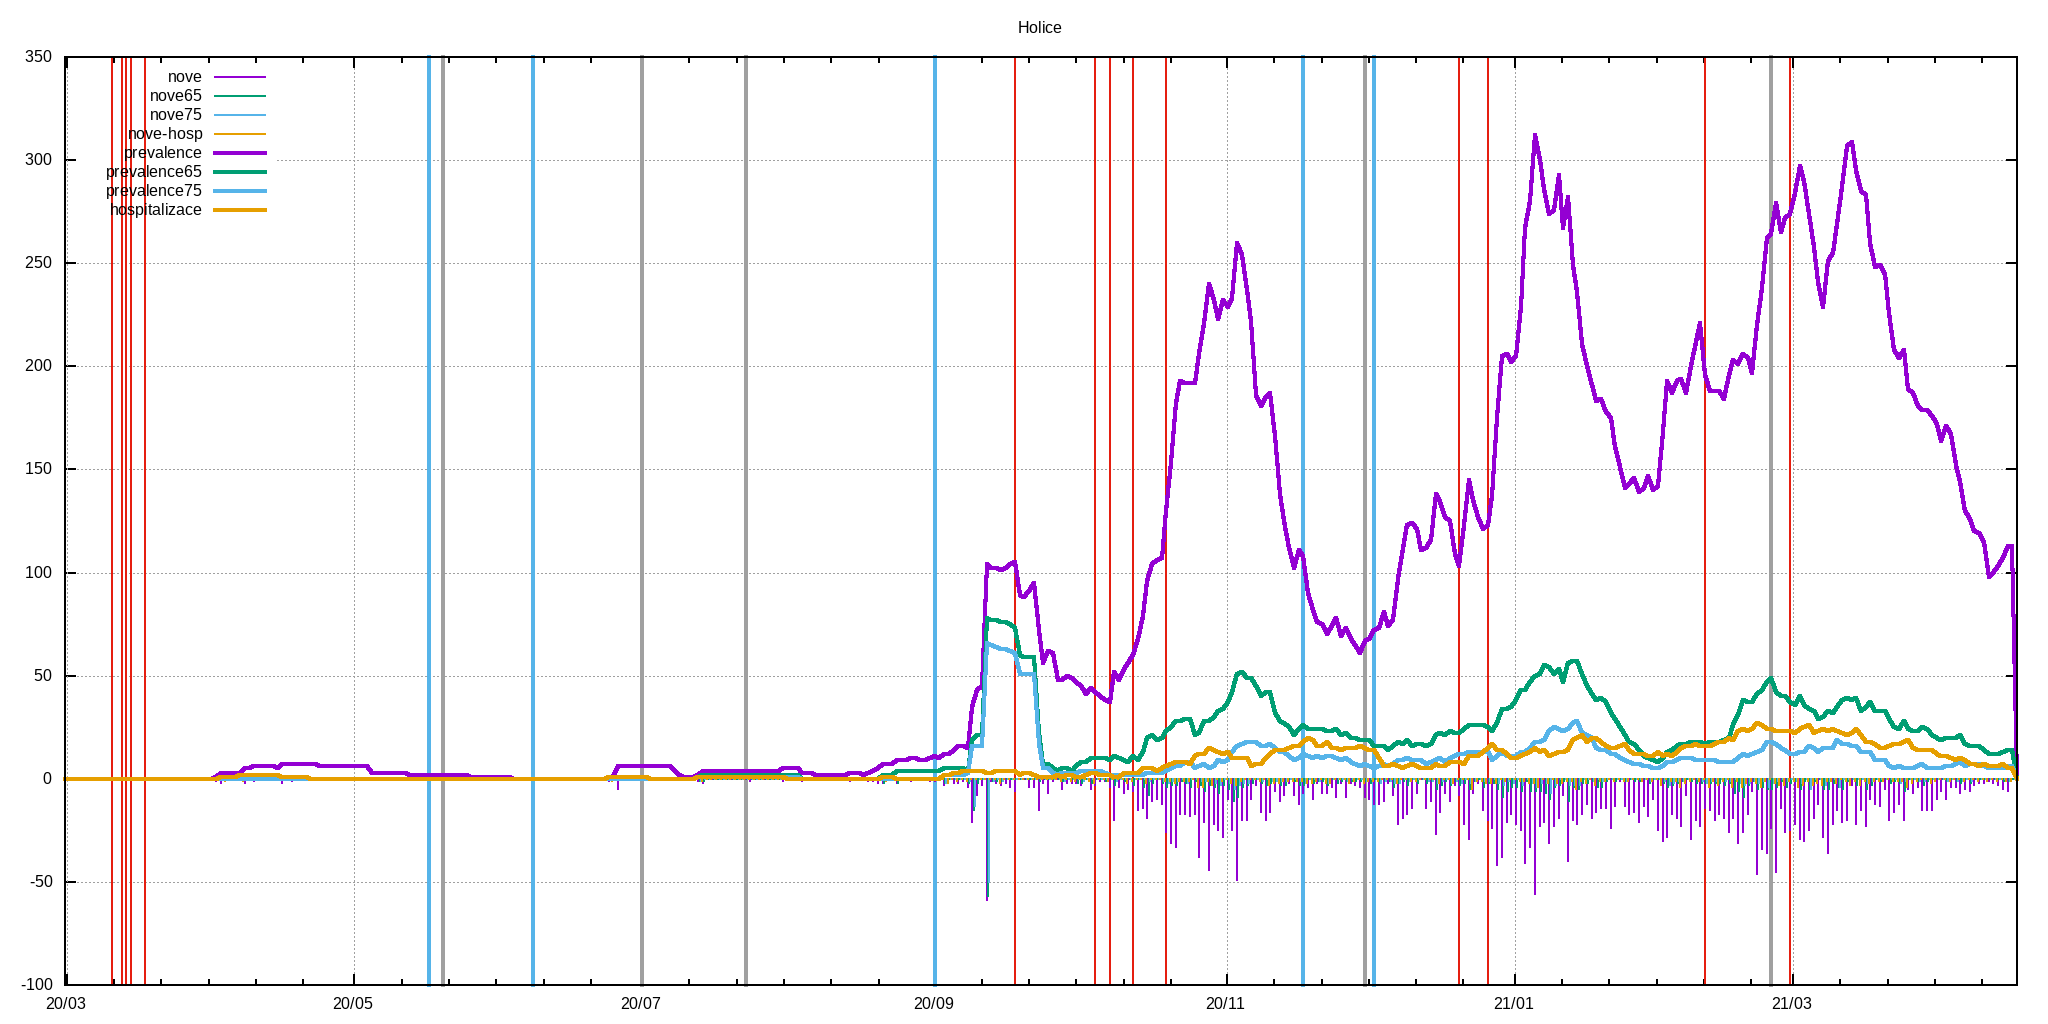 Holice
350
300
250
200
150
100
50
0
-50
-100
nove
nove65
nove75
nove-hosp
prevalence
prevalence65
prevalence75
hospitalizace
20/03 20/05 20/07 20/09 20/11 21/01 21/03